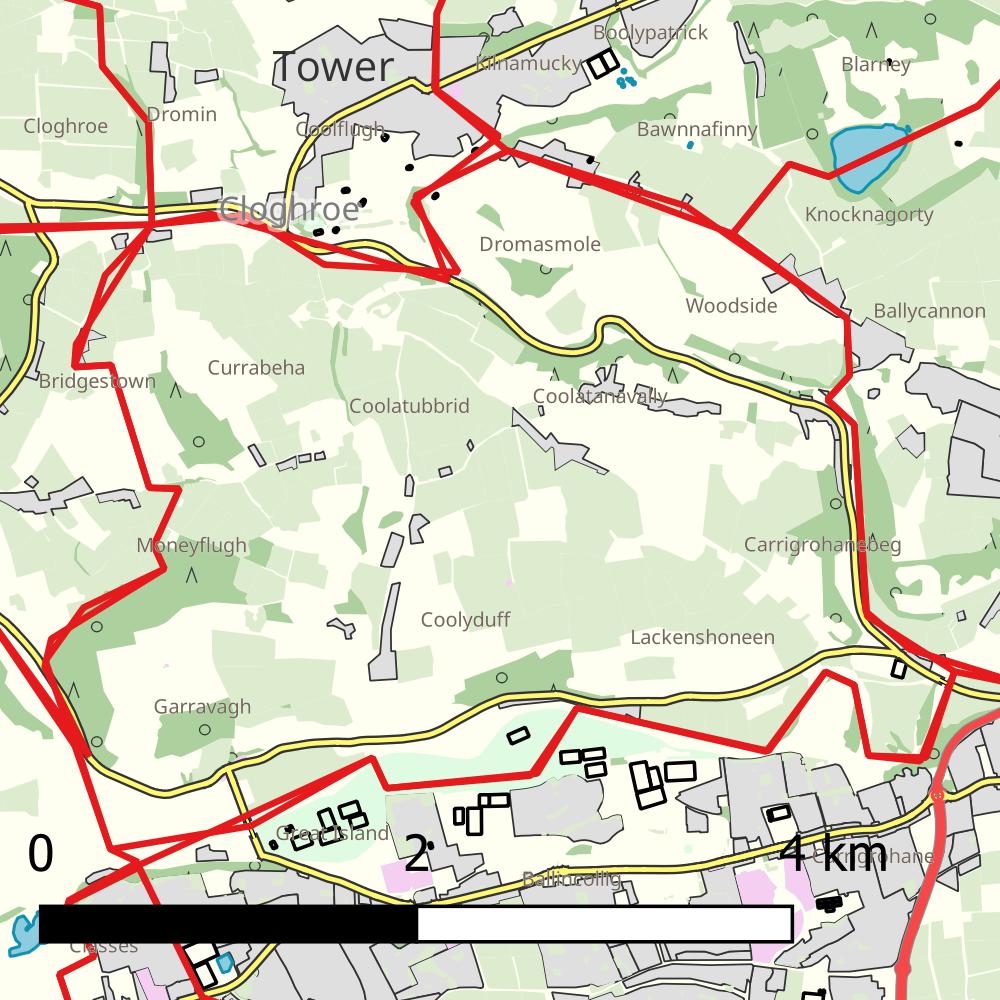 Boolypatrick
Tower
Kilnamucky
Blarney
Dromin
Cloghroe
Coolflugh
Bawnnafinny
Cloghroe
Knocknagorty
Dromasmole
Woodside
Ballycannon
Currabeha
Bridgestown
Coolatanavally
Coolatubbrid
Moneyflugh
Carrigrohanebeg
Coolyduff
Lackenshoneen
Garravagh
Great Island
0 2 4 km
Carrigrohane
Ballincollig
Classes